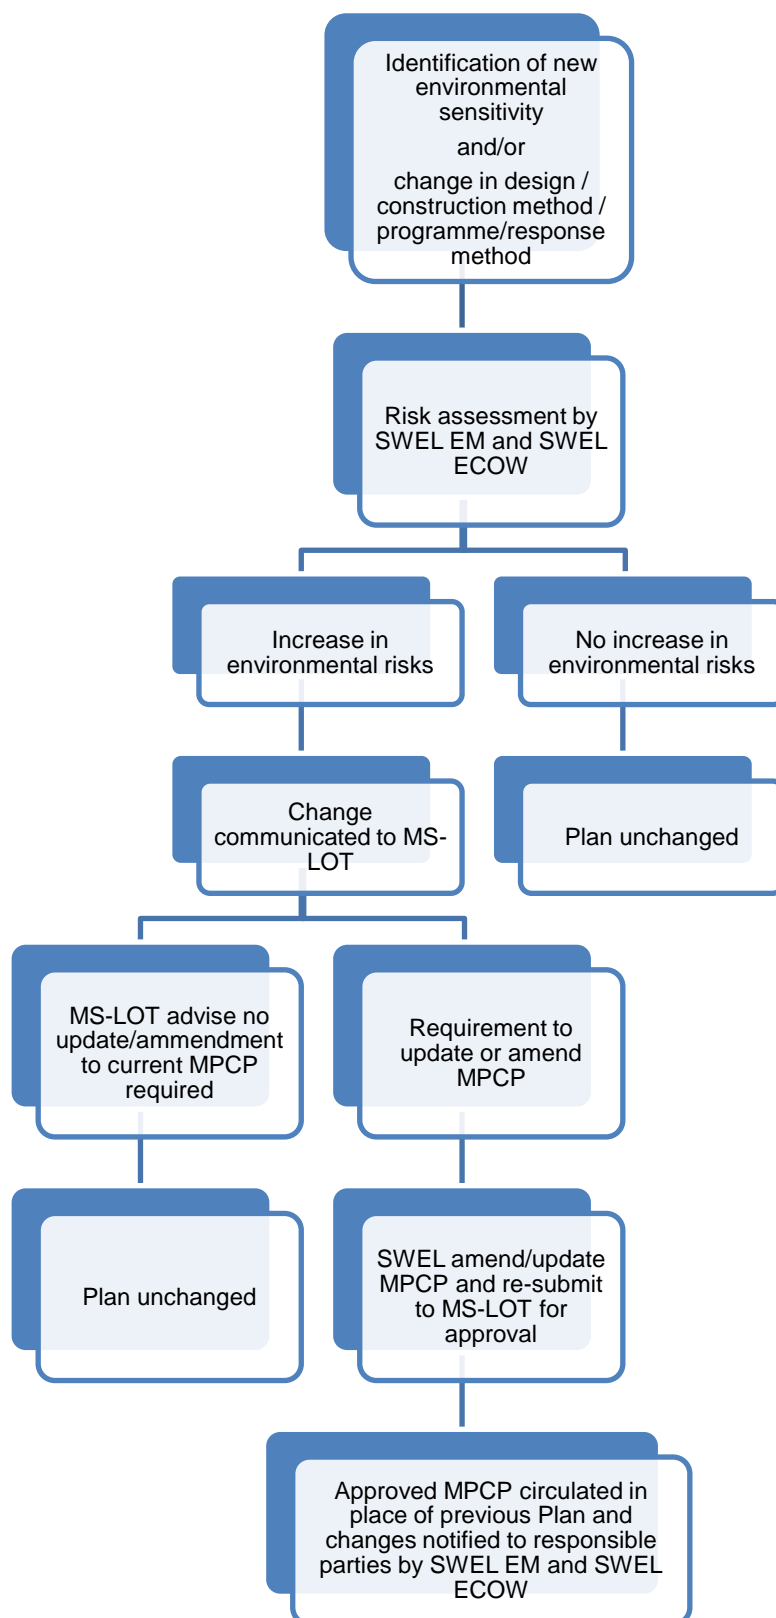 Identification of new
environmental
sensitivity
and/or
change in design /
construction method /
programme/response
method
Risk assessment by
SWEL EM and SWEL
ECOW
Increase in
environmental risks
No increase in
environmental risks
Change
communicated to MS-
LOT
Plan unchanged
MS-LOT advise no
update/ammendment
to current MPCP
required
Requirement to
update or amend
MPCP
Plan unchanged
SWEL amend/update
MPCP and re-submit
to MS-LOT for
approval
Approved MPCP circulated in
place of previous Plan and
changes notified to responsible
parties by SWEL EM and SWEL
ECOW